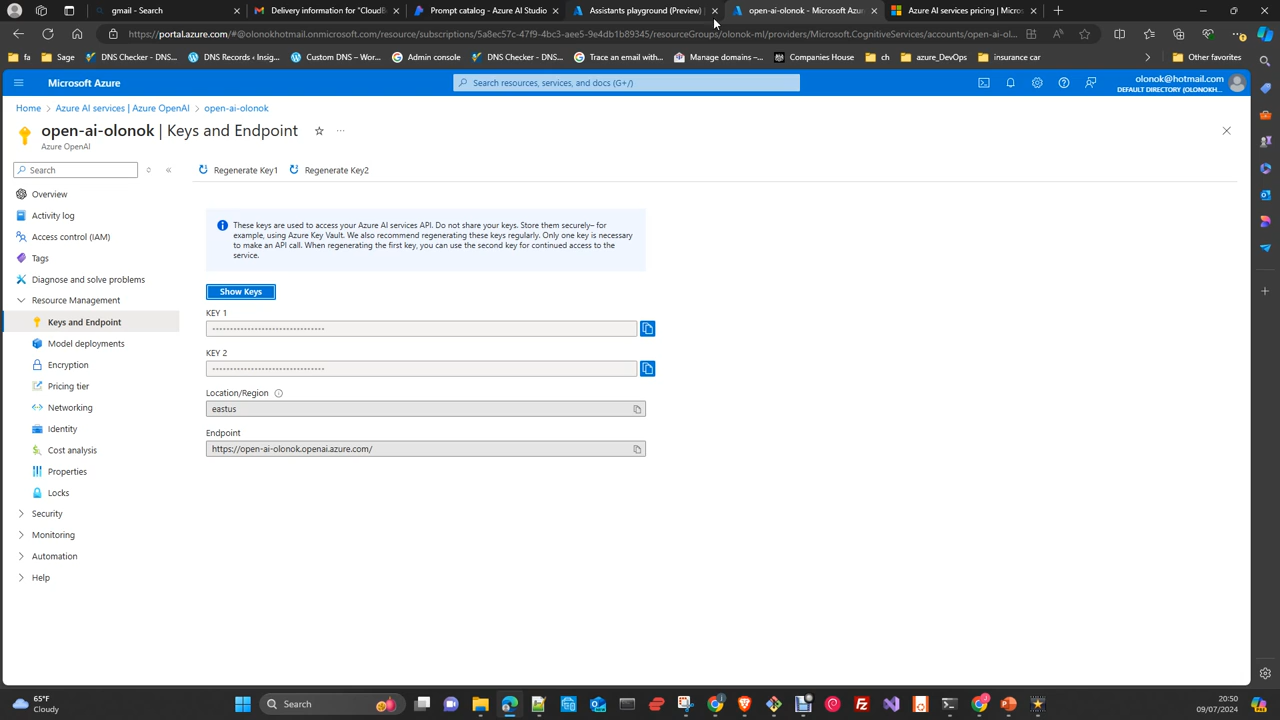 gmail - Search
Delivery information for "CloudB
Prompt catalog - Azure AI Studio
Assistants playground (Preview) |
open-ai-olonok - Microsoft Azur
Azure AI services pricing | Micros
https://portal.azure.com/#@olonokhotmail.onmicrosoft.com/resource/subscriptions/5a8ec57c-47f9-4bc3-aee5-9e4db1b89345/resourceGroups/olonok-ml/providers/Microsoft.CognitiveServices/accounts/open-ai-ol...
fa
DNS Checker - DNS...
DNS Records ‹ Insig...
Custom DNS – Wor...
Admin console
DNS Checker - DNS...
Trace an email with...
Manage domains –...
Companies House
ch
azure_DevOps
insurance car
Other favorites
Microsoft Azure
Search resources, services, and docs (G+/)
olonok@hotmail.com
DEFAULT DIRECTORY (OLONOKH...
Home > Azure AI services | Azure OpenAI > open-ai-olonok
open-ai-olonok | Keys and Endpoint
Azure OpenAI
Search
Regenerate Key1
Regenerate Key2
Overview
Activity log
Access control (IAM)
Tags
Diagnose and solve problems
Resource Management
Keys and Endpoint
Model deployments
Encryption
Pricing tier
Networking
Identity
Cost analysis
Properties
Locks
Security
Monitoring
Automation
Help
These keys are used to access your Azure AI services API. Do not share your keys. Store them securely– for
example, using Azure Key Vault. We also recommend regenerating these keys regularly. Only one key is necessary
to make an API call. When regenerating the first key, you can use the second key for continued access to the
service.
Show Keys
KEY 1
KEY 2
Location/Region
eastus
Endpoint
https://open-ai-olonok.openai.azure.com/
65°F
Cloudy
Search
20:50
09/07/2024